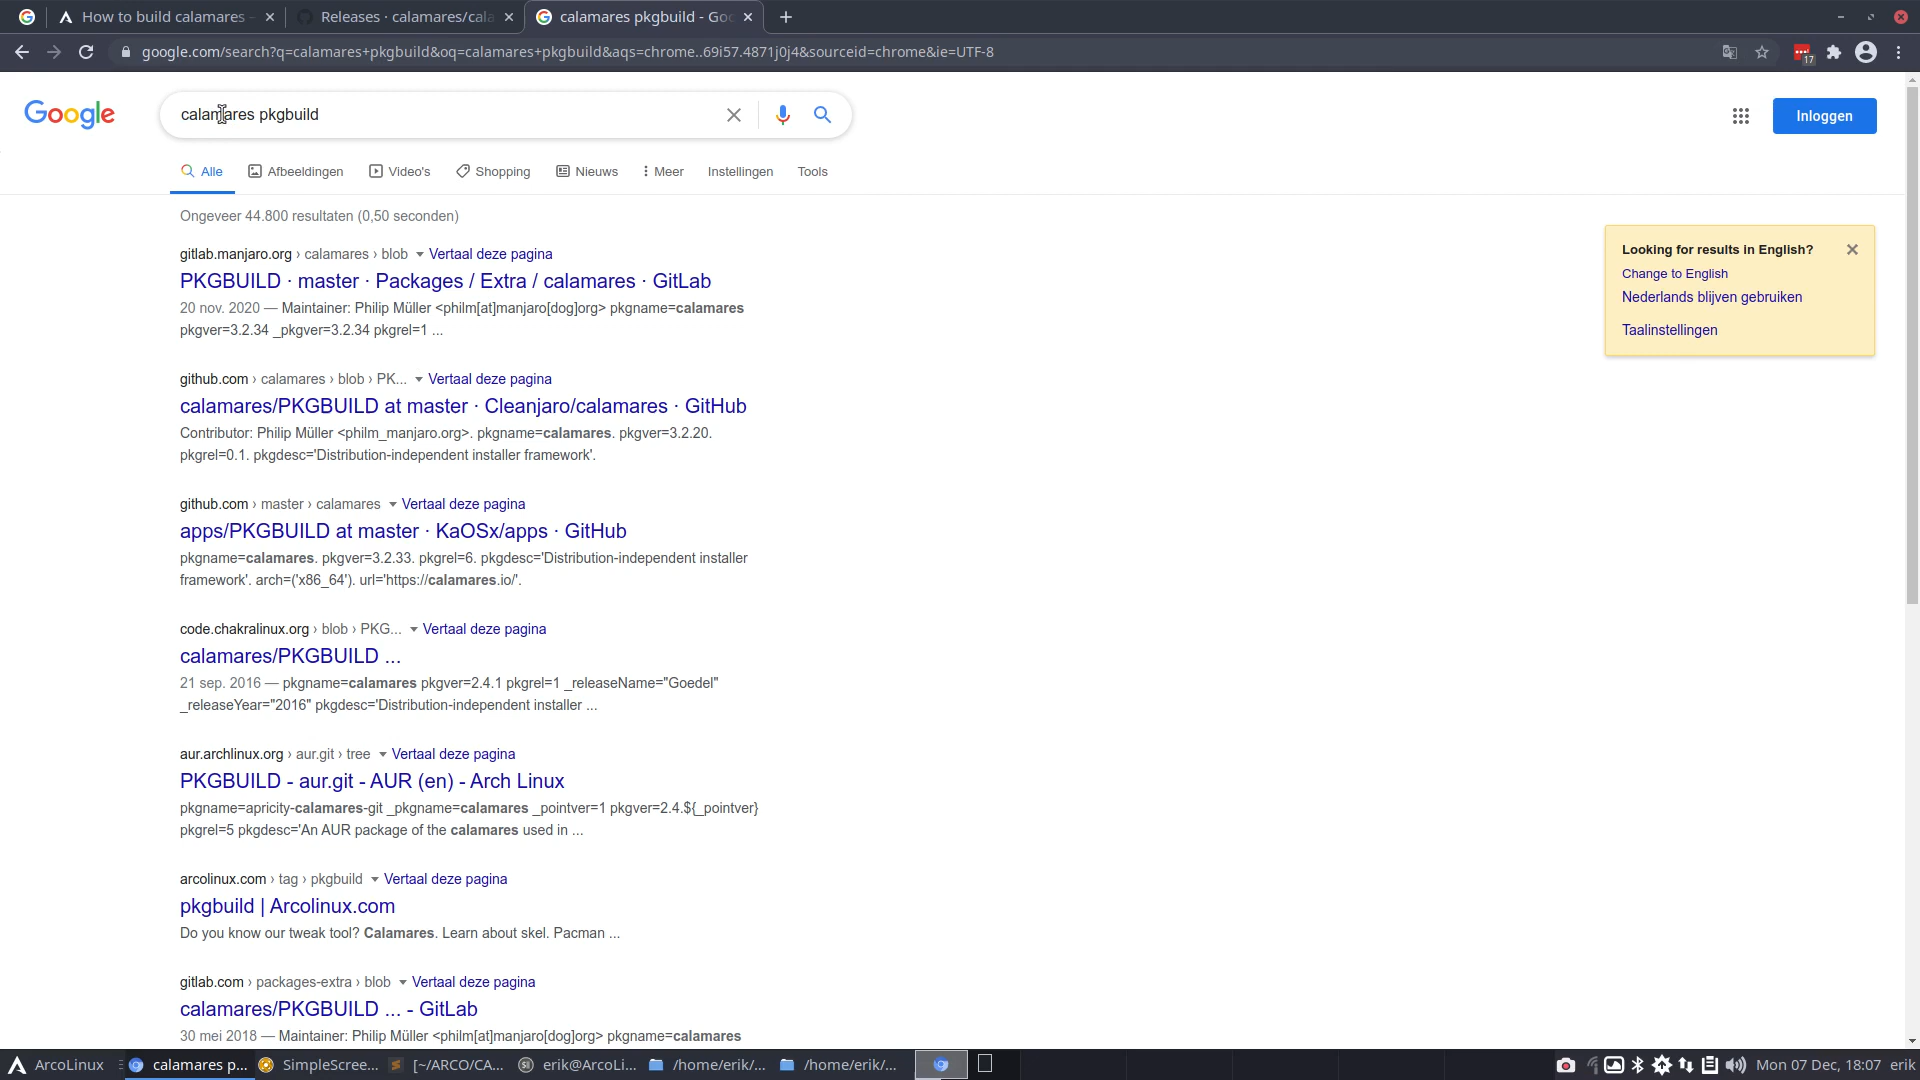 How to build calamares -
Releases · calamares/cala
calamares pkgbuild - Goo
google.com/search?q=calamares+pkgbuild&oq=calamares+pkgbuild&aqs=chrome..69i57.4871j0j4&sourceid=chrome&ie=UTF-8
17
Google
calamares pkgbuild
Inloggen
Alle
Afbeeldingen
Video's
Shopping
Nieuws
Meer
Instellingen
Tools
Ongeveer 44.800 resultaten (0,50 seconden)
gitlab.manjaro.org › calamares › blob Vertaal deze pagina
PKGBUILD · master · Packages / Extra / calamares · GitLab
20 nov. 2020 — Maintainer: Philip Müller <philm[at]manjaro[dog]org> pkgname=calamares
pkgver=3.2.34 _pkgver=3.2.34 pkgrel=1 ...
github.com › calamares › blob › PK... Vertaal deze pagina
calamares/PKGBUILD at master · Cleanjaro/calamares · GitHub
Contributor: Philip Müller <philm_manjaro.org>. pkgname=calamares. pkgver=3.2.20.
pkgrel=0.1. pkgdesc='Distribution-independent installer framework'.
github.com › master › calamares Vertaal deze pagina
apps/PKGBUILD at master · KaOSx/apps · GitHub
pkgname=calamares. pkgver=3.2.33. pkgrel=6. pkgdesc='Distribution-independent installer
framework'. arch=('x86_64'). url='https://calamares.io/'.
code.chakralinux.org › blob › PKG... Vertaal deze pagina
calamares/PKGBUILD ...
21 sep. 2016 — pkgname=calamares pkgver=2.4.1 pkgrel=1 _releaseName="Goedel"
_releaseYear="2016" pkgdesc='Distribution-independent installer ...
aur.archlinux.org › aur.git › tree Vertaal deze pagina
PKGBUILD - aur.git - AUR (en) - Arch Linux
pkgname=apricity-calamares-git _pkgname=calamares _pointver=1 pkgver=2.4.${_pointver}
pkgrel=5 pkgdesc='An AUR package of the calamares used in ...
arcolinux.com › tag › pkgbuild Vertaal deze pagina
pkgbuild | Arcolinux.com
Do you know our tweak tool? Calamares. Learn about skel. Pacman ...
gitlab.com › packages-extra › blob Vertaal deze pagina
calamares/PKGBUILD ... - GitLab
30 mei 2018 — Maintainer: Philip Müller <philm[at]manjaro[dog]org> pkgname=calamares
Looking for results in English?
Change to English
Nederlands blijven gebruiken
Taalinstellingen
ArcoLinux
calamares p...
SimpleScree...
[~/ARCO/CA...
erik@ArcoLi...
/home/erik/...
/home/erik/...
Mon 07 Dec, 18:07
erik